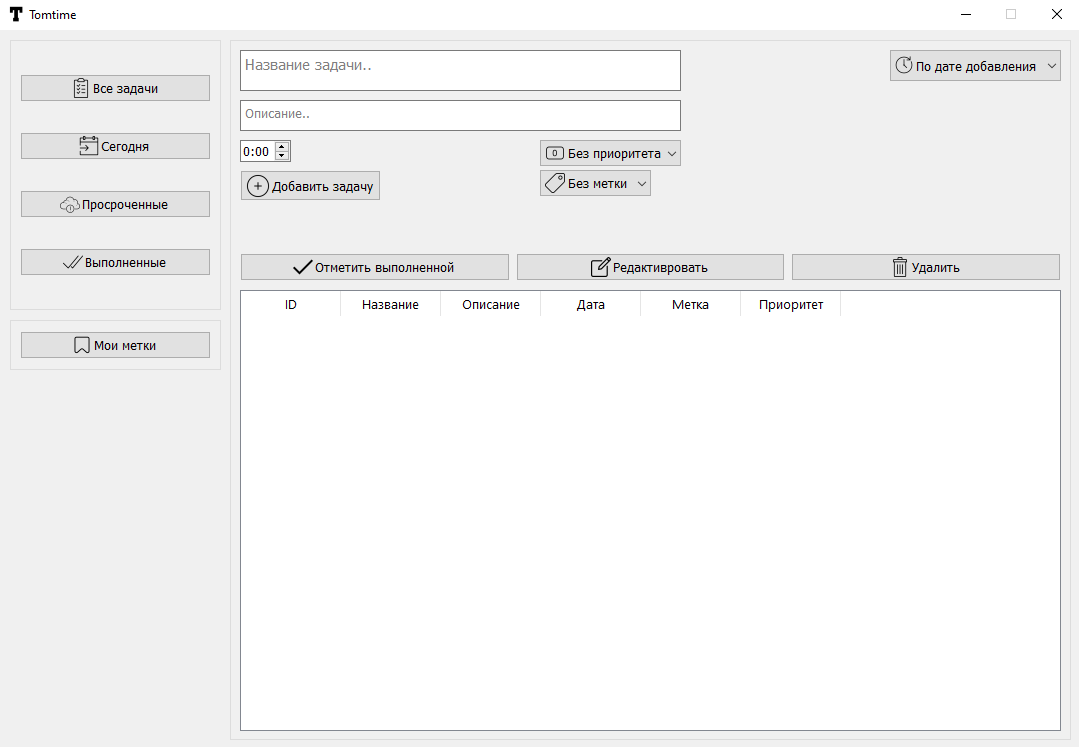 Tomtime
Все задачи
Сегодня
Просроченные
Выполненные
Мои метки
Название задачи..
По дате добавления
Описание..
0:00
0
Без приоритета
Добавить задачу
Без метки
Отметить выполненной
Редактивровать
Удалить
ID Название Описание Дата Метка Приоритет